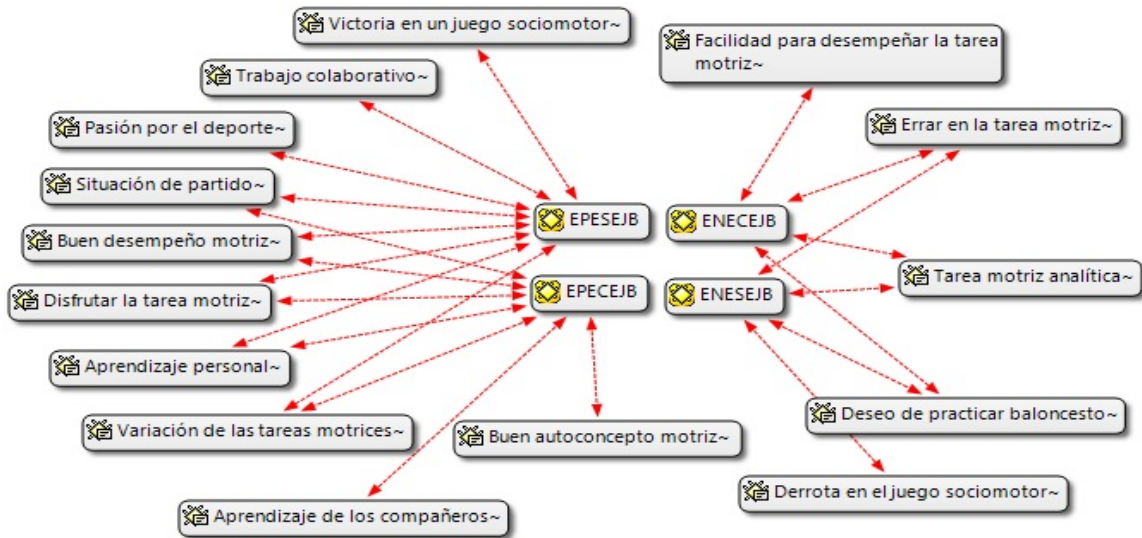 Victoria en un juego sociomotor~
Facilidad para desempeñar la tarea
motriz~
Trabajo colaborativo~
Pasión por el deporte~
Errar en la tarea motriz~
Situación de partido~
EPESEJB
ENECEJB
Buen desempeño motriz~
Tarea motriz analítica~
Disfrutar la tarea motriz~
EPECEJB
ENESEJB
Aprendizaje personal~
Deseo de practicar baloncesto~
Variación de las tareas motrices~
Buen autoconcepto motriz~
Derrota en el juego sociomotor~
Aprendizaje de los compañeros~